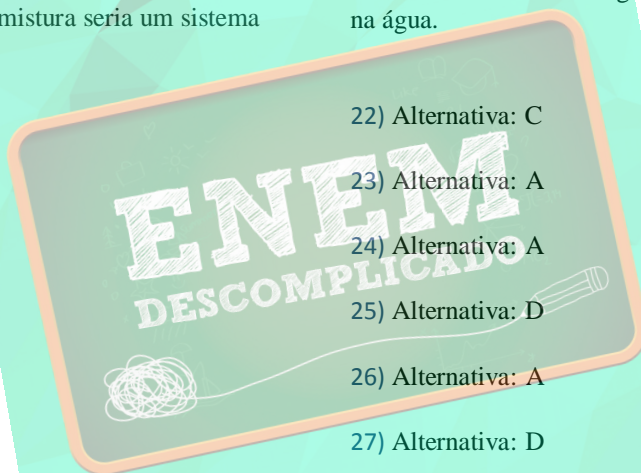 mistura seria um sistema
na água.
22) Alternativa: C
23) Alternativa: A
24) Alternativa: A
25) Alternativa: D
26) Alternativa: A
27) Alternativa: D
ENEM
DESCOMPLICADO